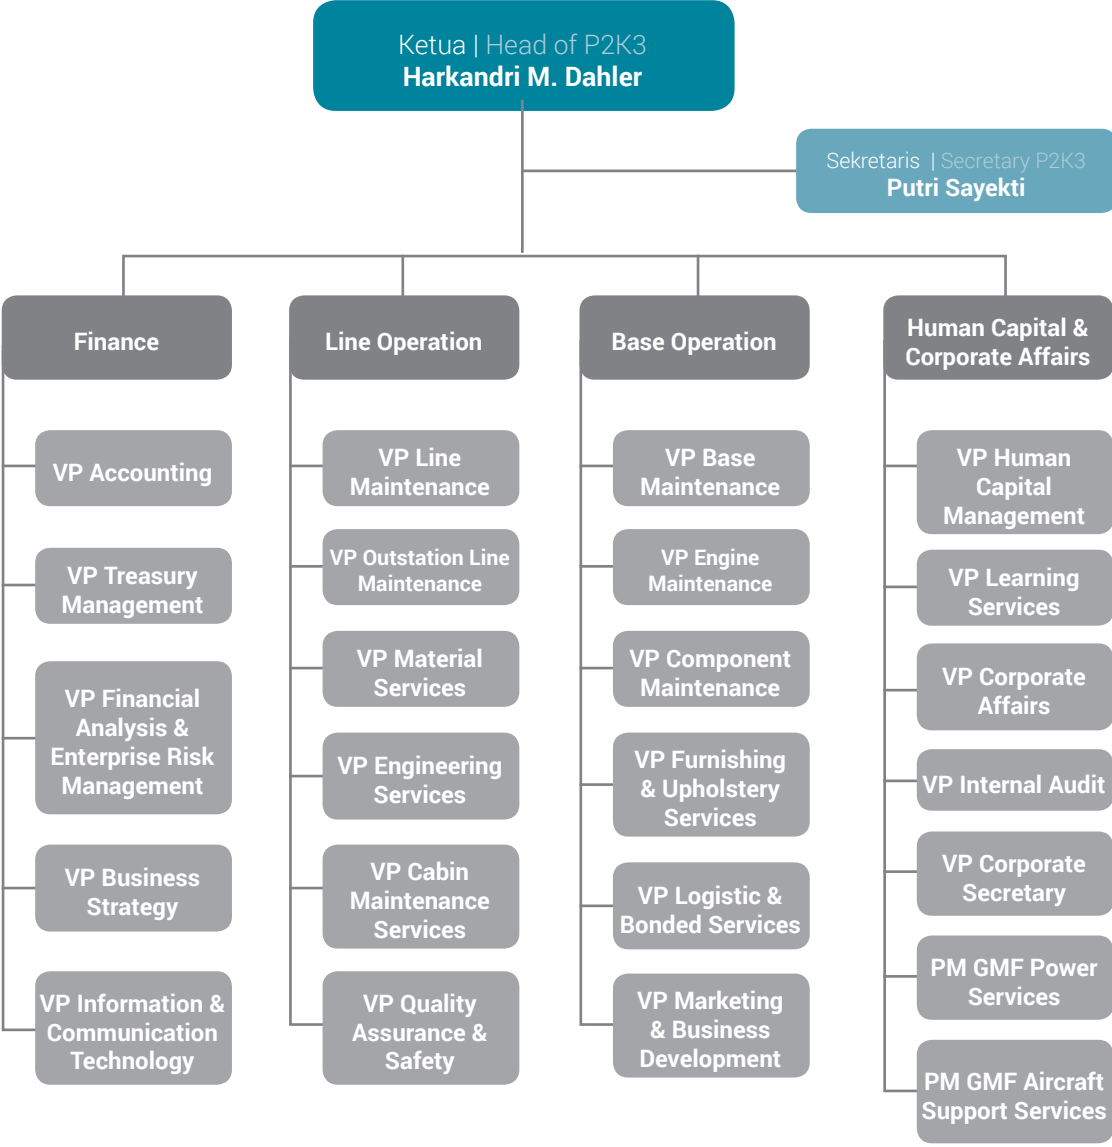 Ketua | Head of P2K3
Harkandri M. Dahler
Sekretaris | Secretary P2K3
Putri Sayekti
Finance
VP Accounting
VP Treasury
Management
VP Financial
Analysis &
Enterprise Risk
Management
VP Business
Strategy
VP Information &
Communication
Technology
Line Operation
VP Line
Maintenance
VP Outstation Line
Maintenance
VP Material
Services
VP Engineering
Services
VP Cabin
Maintenance
Services
VP Quality
Assurance &
Safety
Base Operation
VP Base
Maintenance
VP Engine
Maintenance
VP Component
Maintenance
VP Furnishing
& Upholstery
Services
VP Logistic &
Bonded Services
VP Marketing
& Business
Development
Human Capital &
Corporate Affairs
VP Human
Capital
Management
VP Learning
Services
VP Corporate
Affairs
VP Internal Audit
VP Corporate
Secretary
PM GMF Power
Services
PM GMF Aircraft
Support Services